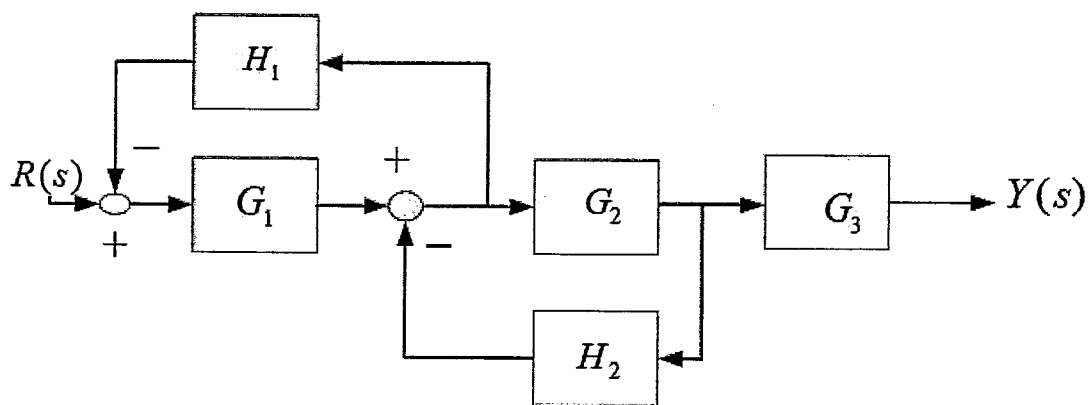 H₁
−
+
R(s)
G₁
G₂
G₃
Y(s)
+
−
H₂